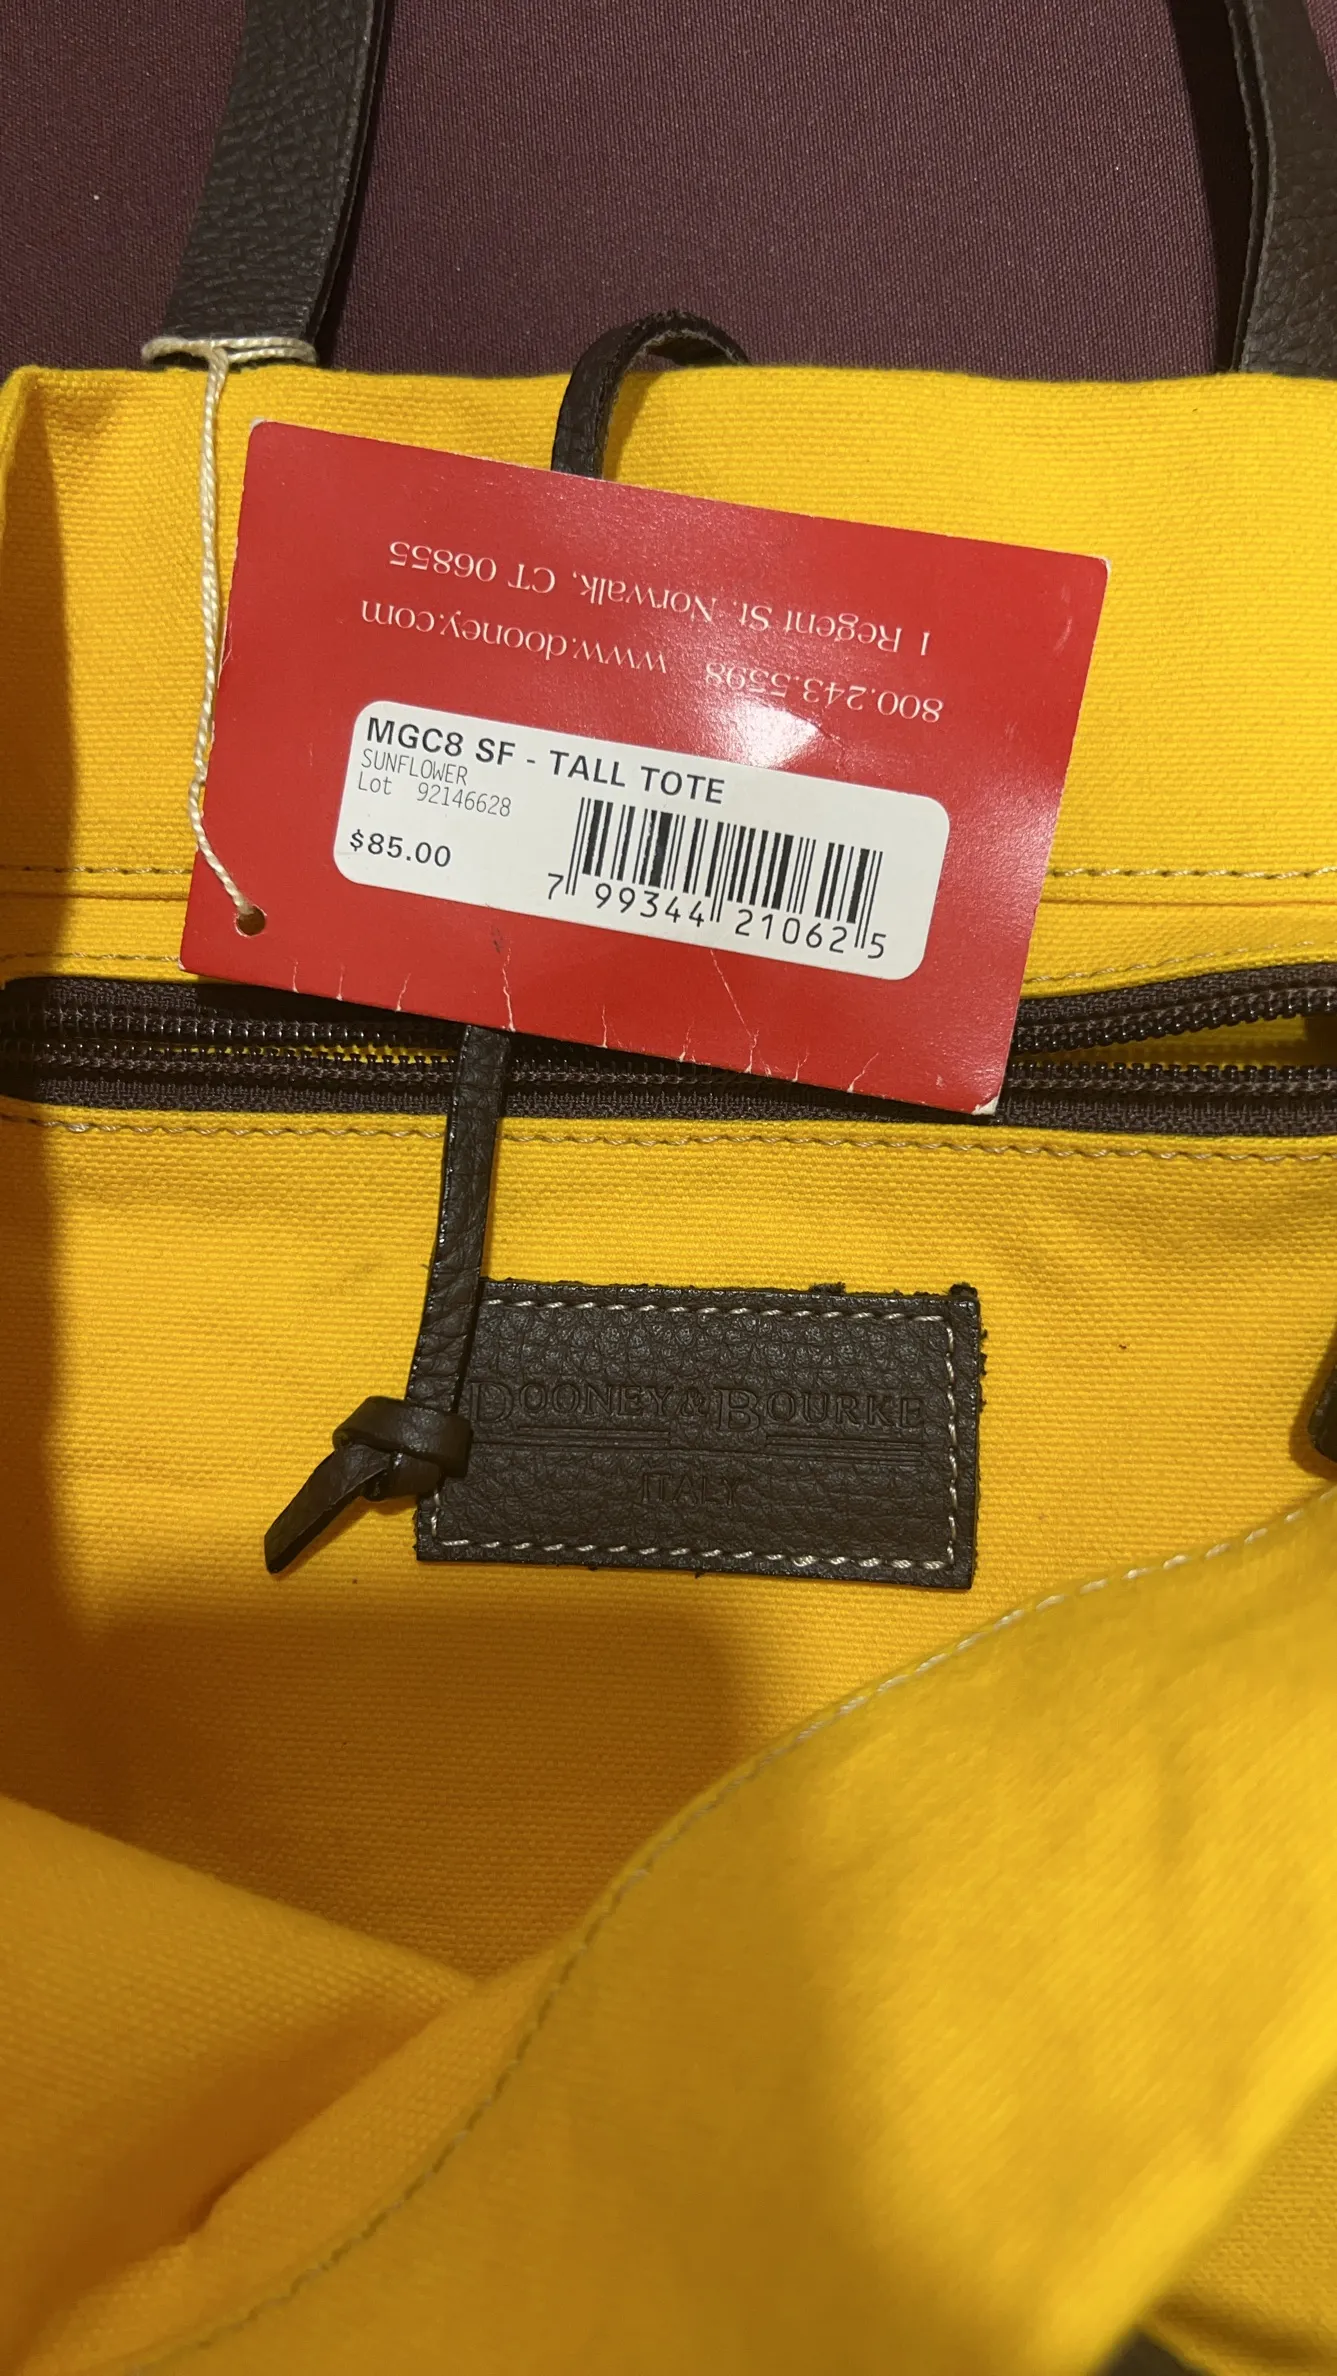 1 Regent St. Norwalk, CT 06855
800.243.5598 www.dooney.com
MGC8 SF - TALL TOTE
SUNFLOWER
Lot 92146628
$85.00
7 99344 21062 5
DOONEY & BOURKE
ITALY